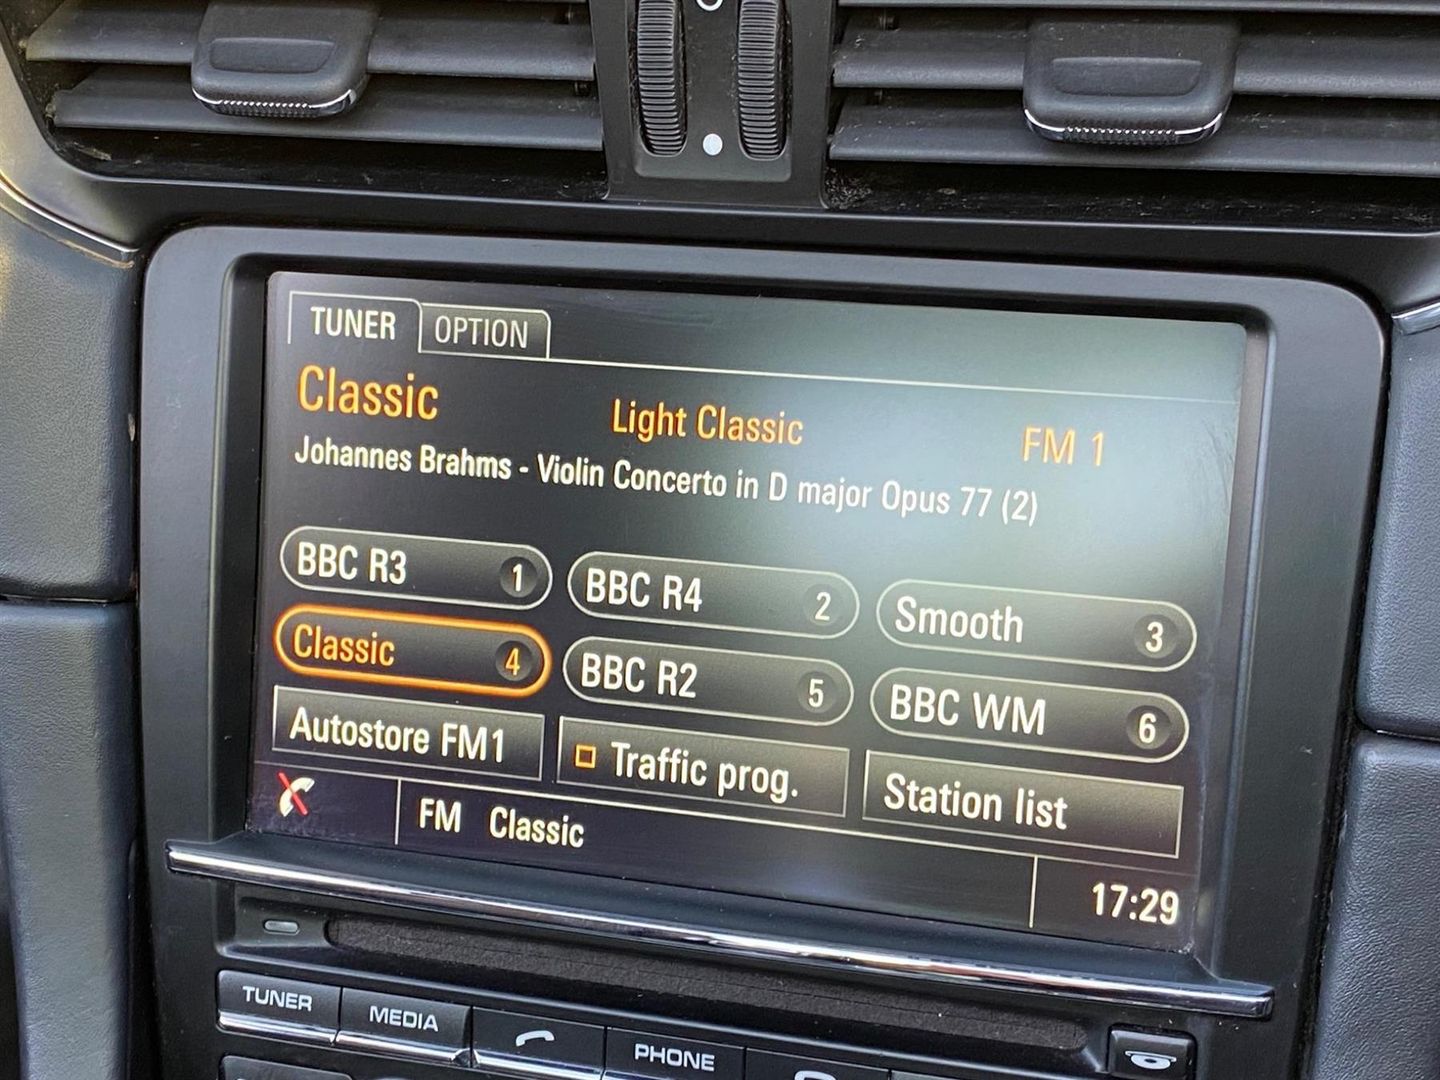 TUNER OPTION
Classic Light Classic FM 1
Johannes Brahms - Violin Concerto in D major Opus 77 (2)
BBC R3 1 BBC R4 2 Smooth 3
Classic 4 BBC R2 5 BBC WM 6
Autostore FM1 Traffic prog. Station list
FM Classic
17:29
TUNER MEDIA PHONE